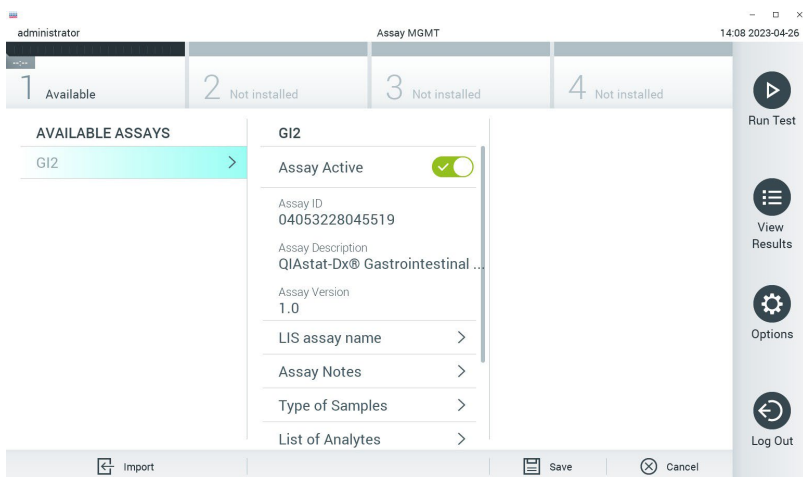 administrator
Assay MGMT
14:08 2023-04-26
--:--
1 Available
2 Not installed
3 Not installed
4 Not installed
AVAILABLE ASSAYS
GI2
GI2
Assay Active
Assay ID
04053228045519
Assay Description
QIAstat-Dx® Gastrointestinal ...
Assay Version
1.0
LIS assay name
Assay Notes
Type of Samples
List of Analytes
Run Test
View
Results
Options
Log Out
Import
Save
Cancel